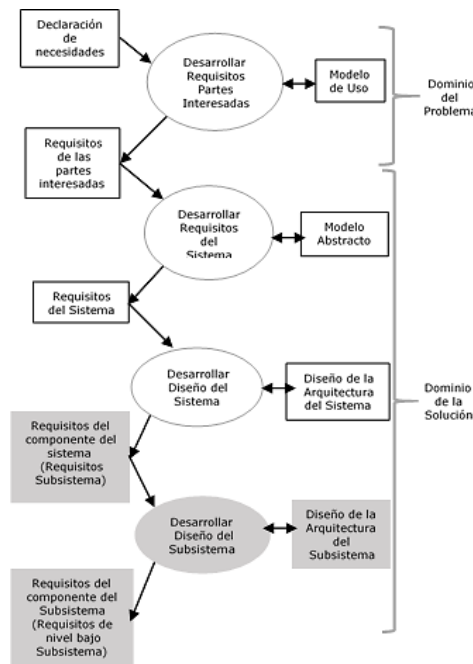 Declaración
de
necesidades
Desarrollar
Requisitos
Partes
Interesadas
Modelo
de Uso
Dominio
del
Problema
Requisitos
de las
partes
interesadas
Desarrollar
Requisitos
del
Sistema
Modelo
Abstracto
Requisitos
del Sistema
Desarrollar
Diseño del
Sistema
Diseño de la
Arquitectura
del Sistema
Dominio
de la
Solución
Requisitos del
componente del
sistema
(Requisitos
Subsistema)
Desarrollar
Diseño del
Subsistema
Diseño de la
Arquitectura
del
Subsistema
Requisitos del
componente del
Subsistema
(Requisitos de
nivel bajo
Subsistema)